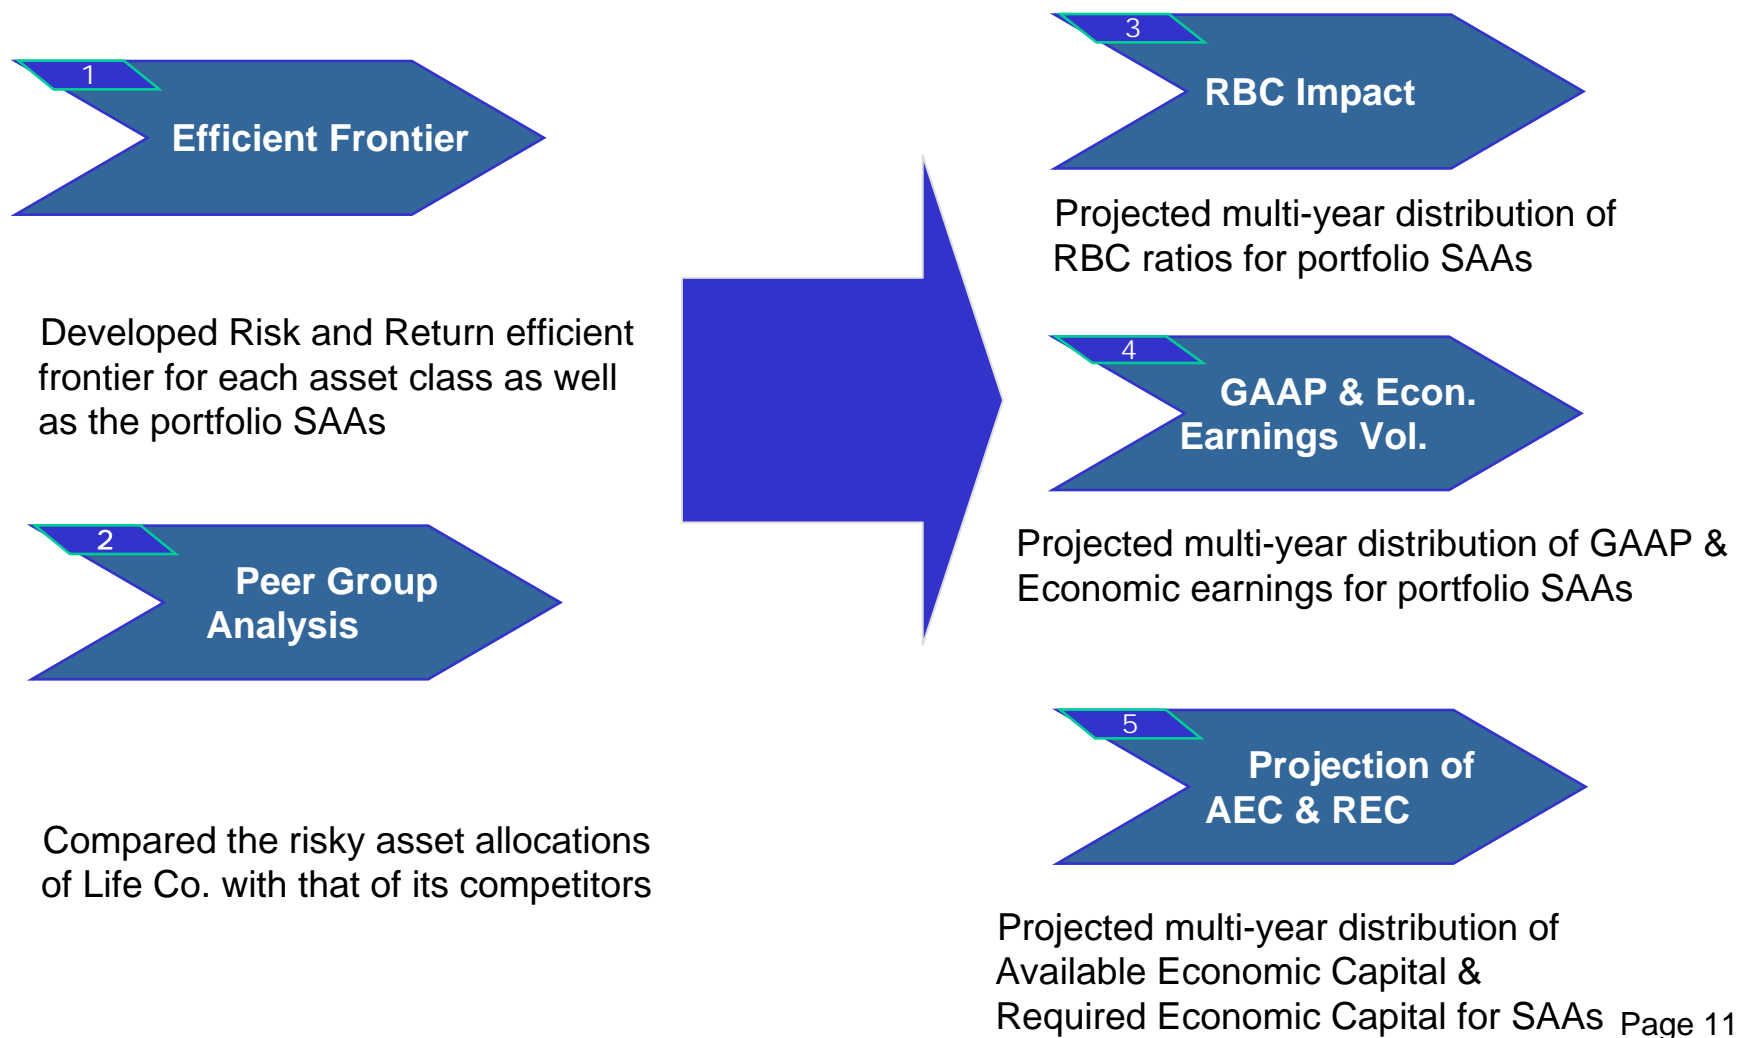 1
Efficient Frontier
Developed Risk and Return efficient
frontier for each asset class as well
as the portfolio SAAs
2
Peer Group
Analysis
Compared the risky asset allocations
of Life Co. with that of its competitors
3
RBC Impact
Projected multi-year distribution of
RBC ratios for portfolio SAAs
4
GAAP & Econ.
Earnings Vol.
Projected multi-year distribution of GAAP &
Economic earnings for portfolio SAAs
5
Projection of
AEC & REC
Projected multi-year distribution of
Available Economic Capital &
Required Economic Capital for SAAs
Page 11